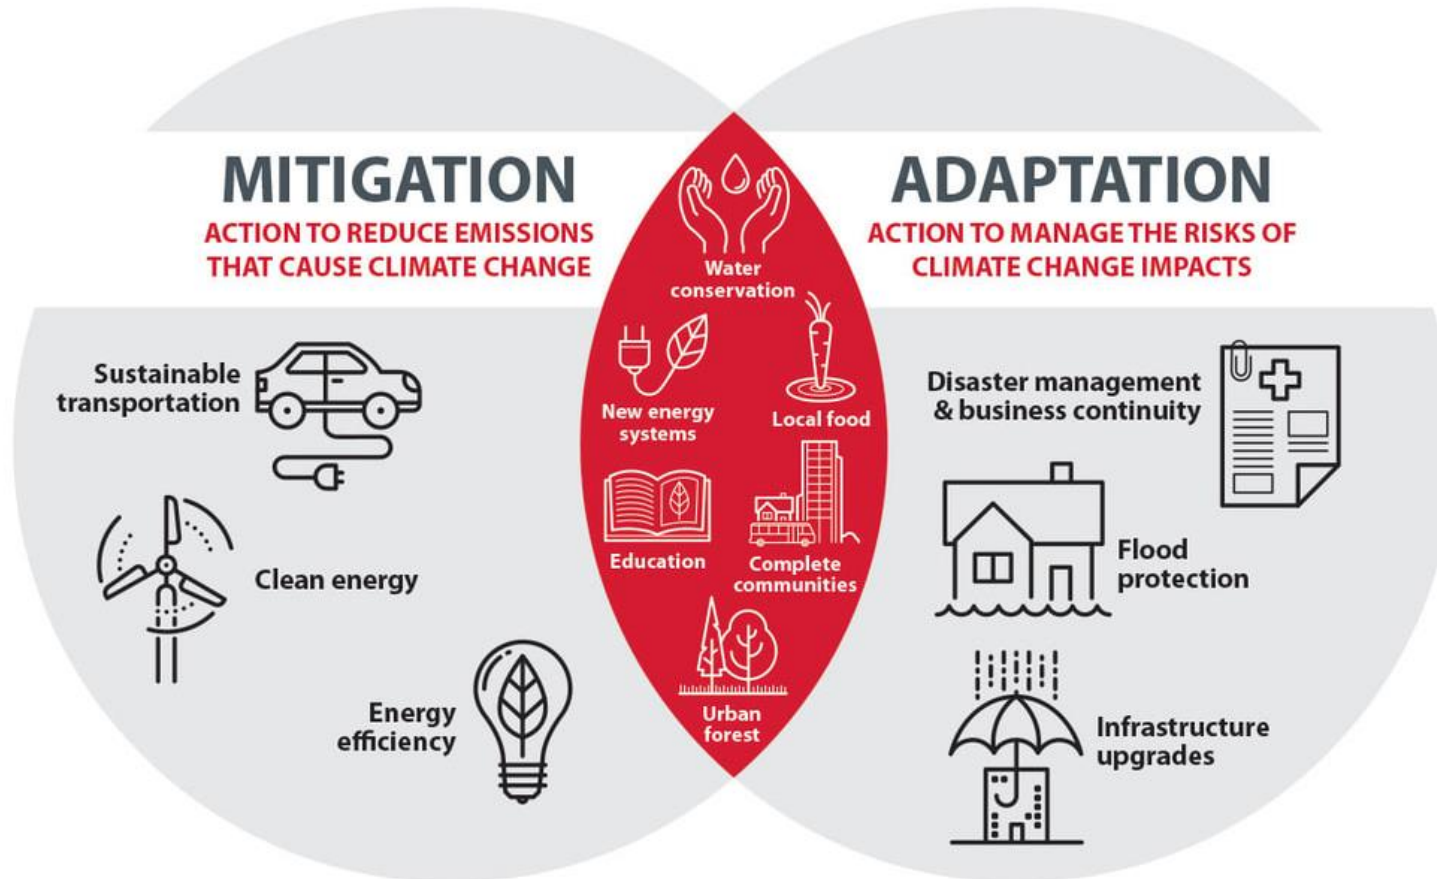 MITIGATION
ACTION TO REDUCE EMISSIONS
THAT CAUSE CLIMATE CHANGE
Sustainable
transportation
Clean energy
Energy
efficiency
Water
conservation
New energy
systems
Local food
Education
Complete
communities
Urban
forest
ADAPTATION
ACTION TO MANAGE THE RISKS OF
CLIMATE CHANGE IMPACTS
Disaster management
& business continuity
Flood
protection
Infrastructure
upgrades